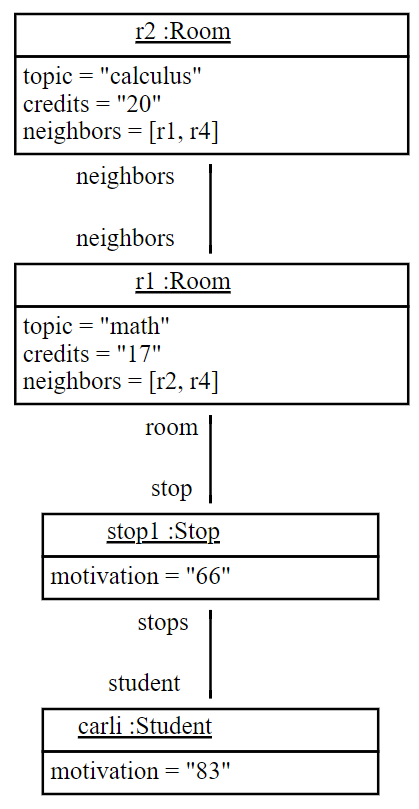 r2 :Room
topic = "calculus"
credits = "20"
neighbors = [r1, r4]
neighbors
neighbors
r1 :Room
topic = "math"
credits = "17"
neighbors = [r2, r4]
room
stop
stop1 :Stop
motivation = "66"
stops
student
carli :Student
motivation = "83"